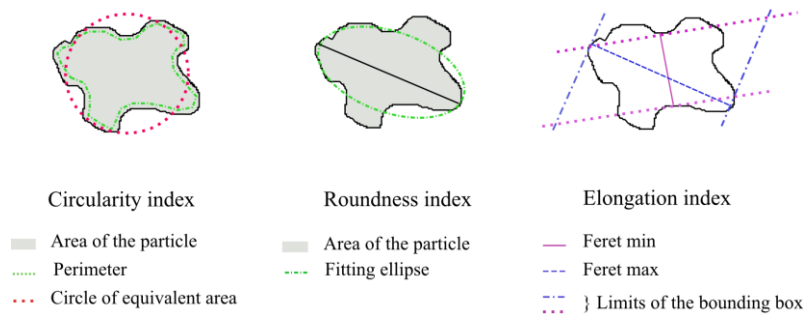 Circularity index
Area of the particle
Perimeter
Circle of equivalent area
Roundness index
Area of the particle
Fitting ellipse
Elongation index
Feret min
Feret max
} Limits of the bounding box